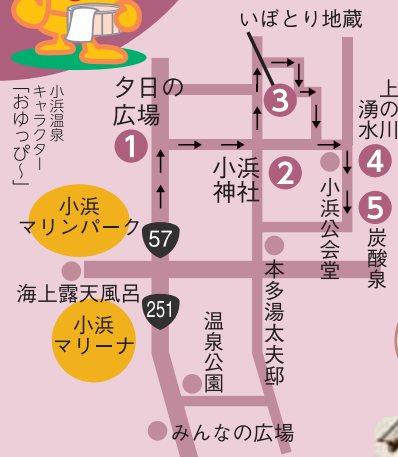 いぼとり地蔵
小浜温泉
キャラクター
「おゆっぴ〜」
夕日の
広場
1
3
小浜
神社
2
上の川
湧水
4
小浜公会堂
5
炭酸泉
小浜
マリンパーク
57
海上露天風呂
251
小浜
マリーナ
温泉公園
本多湯太夫邸
みんなの広場